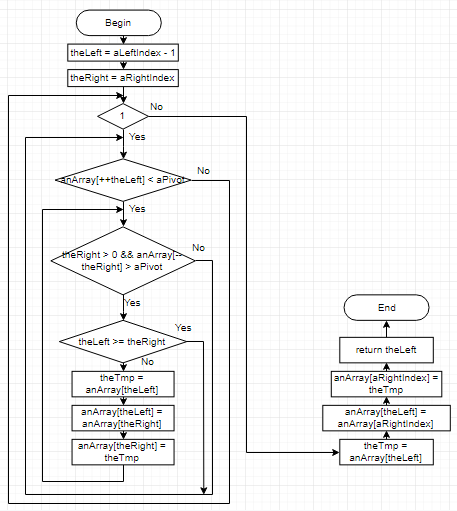 Begin
theLeft = aLeftIndex - 1
theRight = aRightIndex
No
1
Yes
anArray[++theLeft] < aPivot
No
Yes
No
theRight > 0 && anArray[--
theRight] > aPivot
Yes
Yes
theLeft >= theRight
No
theTmp =
anArray[theLeft]
anArray[theLeft] =
anArray[theRight]
anArray[theRight] =
theTmp
End
return theLeft
anArray[aRightIndex] =
theTmp
anArray[theLeft] =
anArray[aRightIndex]
theTmp =
anArray[theLeft]